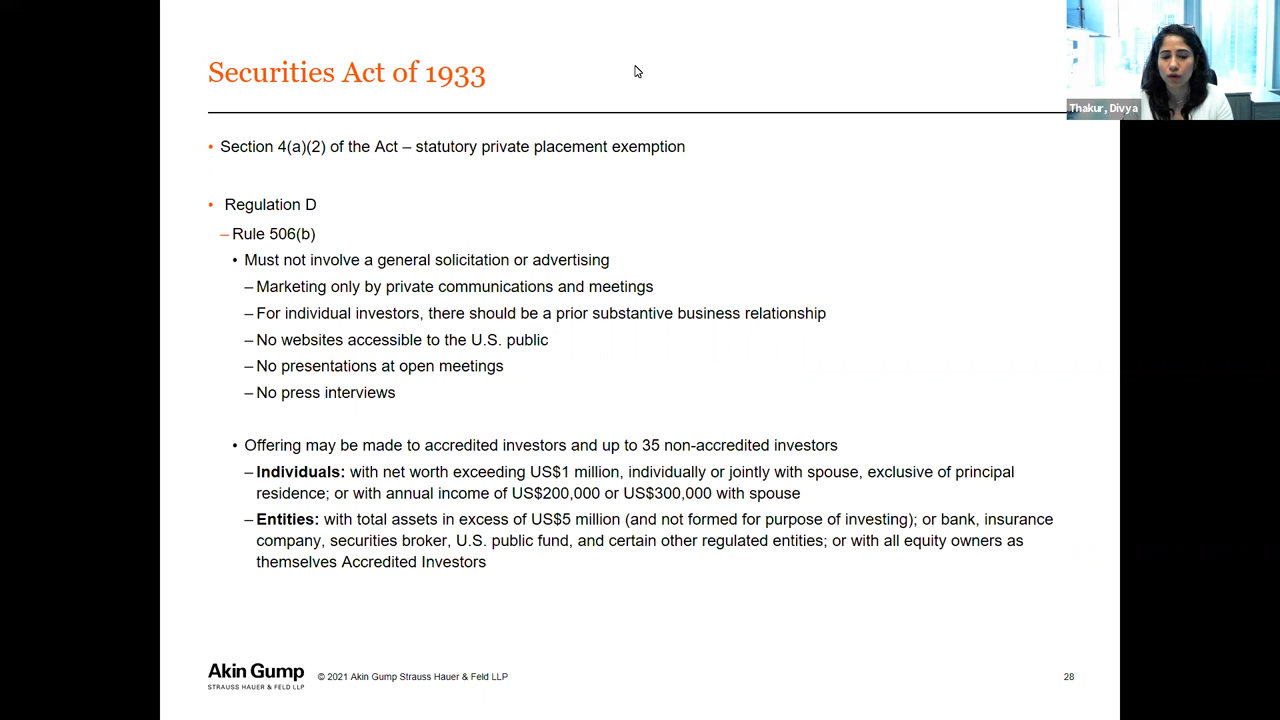 Securities Act of 1933
Thakur, Divya
• Section 4(a)(2) of the Act – statutory private placement exemption
• Regulation D
– Rule 506(b)
• Must not involve a general solicitation or advertising
– Marketing only by private communications and meetings
– For individual investors, there should be a prior substantive business relationship
– No websites accessible to the U.S. public
– No presentations at open meetings
– No press interviews
• Offering may be made to accredited investors and up to 35 non-accredited investors
– Individuals: with net worth exceeding US$1 million, individually or jointly with spouse, exclusive of principal
residence; or with annual income of US$200,000 or US$300,000 with spouse
– Entities: with total assets in excess of US$5 million (and not formed for purpose of investing); or bank, insurance
company, securities broker, U.S. public fund, and certain other regulated entities; or with all equity owners as
themselves Accredited Investors
Akin Gump
STRAUSS HAUER & FELD LLP
© 2021 Akin Gump Strauss Hauer & Feld LLP
28